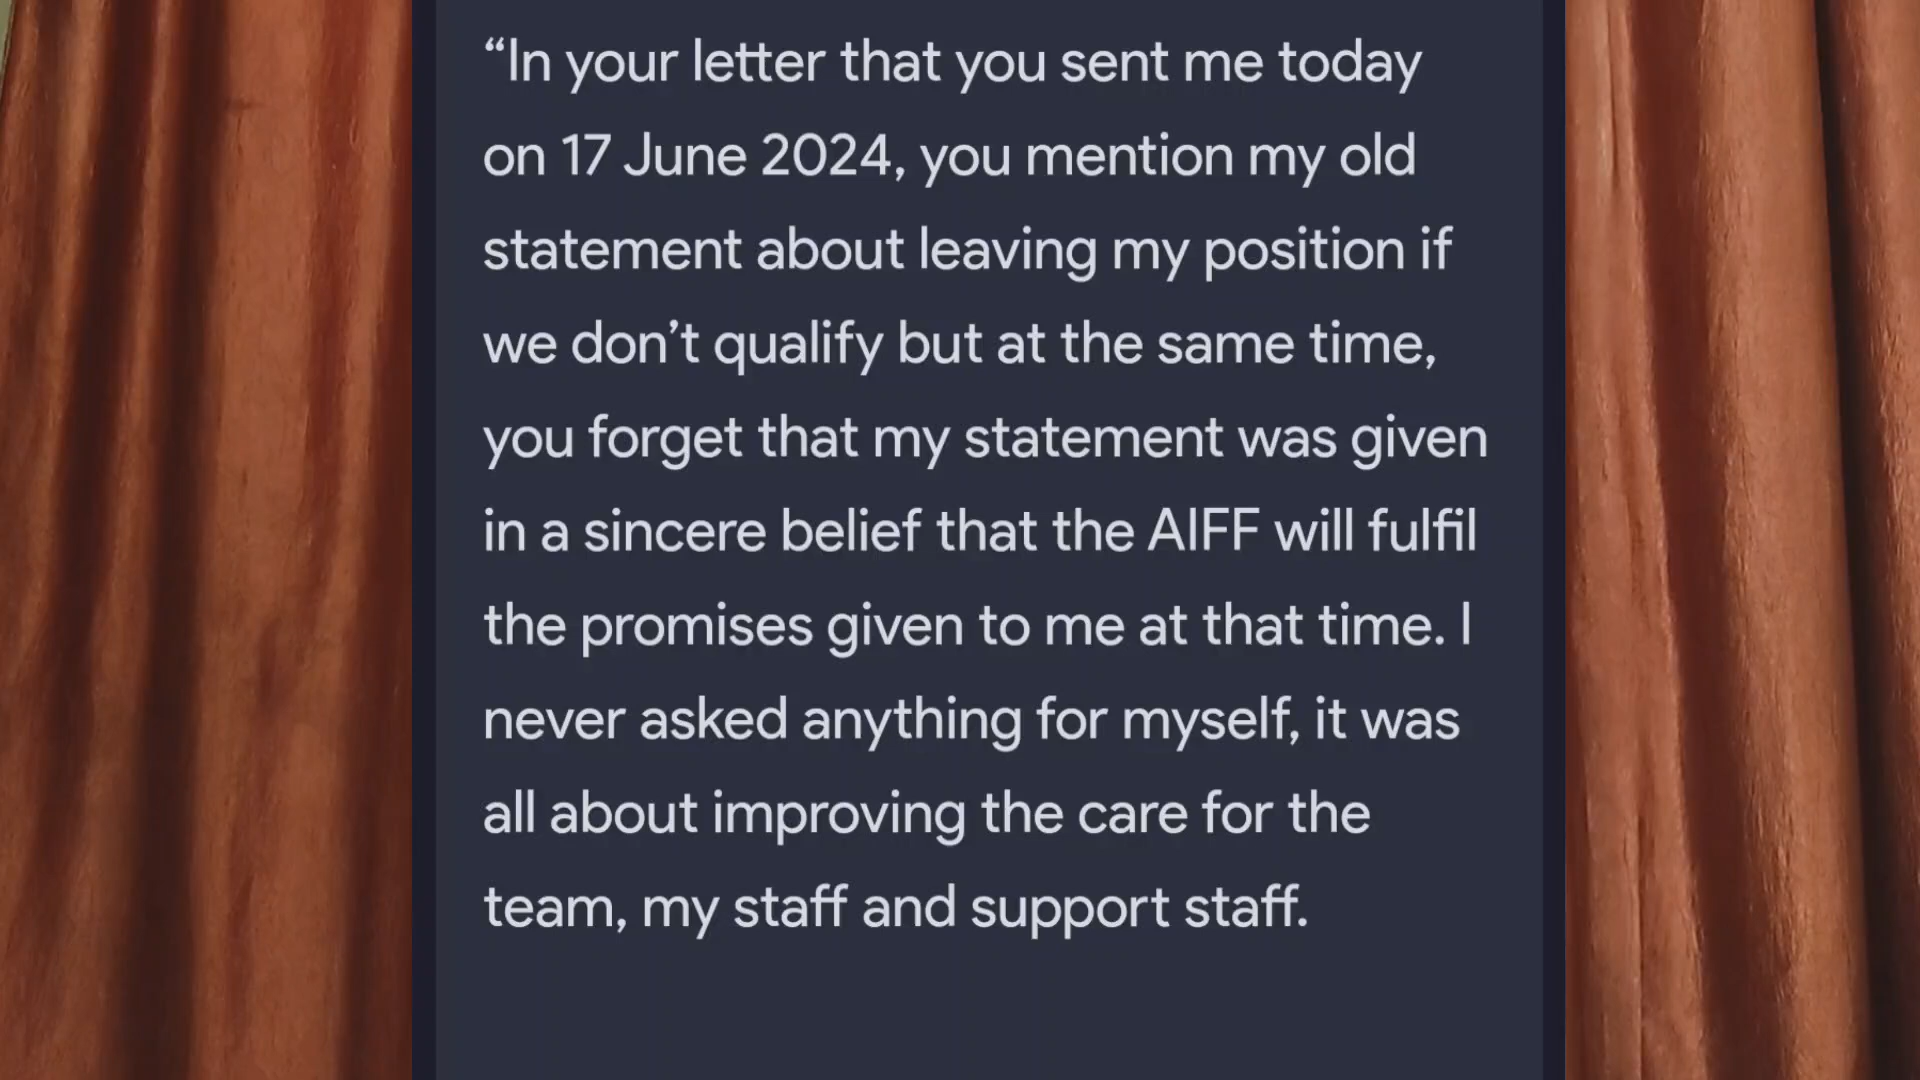 “In your letter that you sent me today
on 17 June 2024, you mention my old
statement about leaving my position if
we don’t qualify but at the same time,
you forget that my statement was given
in a sincere belief that the AIFF will fulfil
the promises given to me at that time. I
never asked anything for myself, it was
all about improving the care for the
team, my staff and support staff.